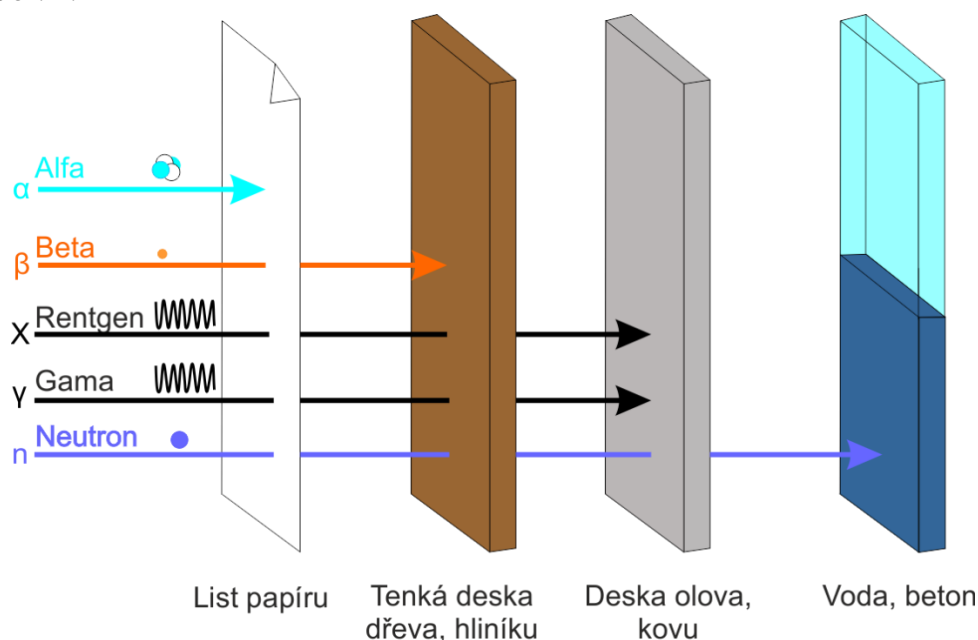 Alfa
α
Beta
β
Rentgen
X
Gama
γ
Neutron
n
List papíru
Tenká deska
dřeva, hliníku
Deska olova,
kovu
Voda, beton